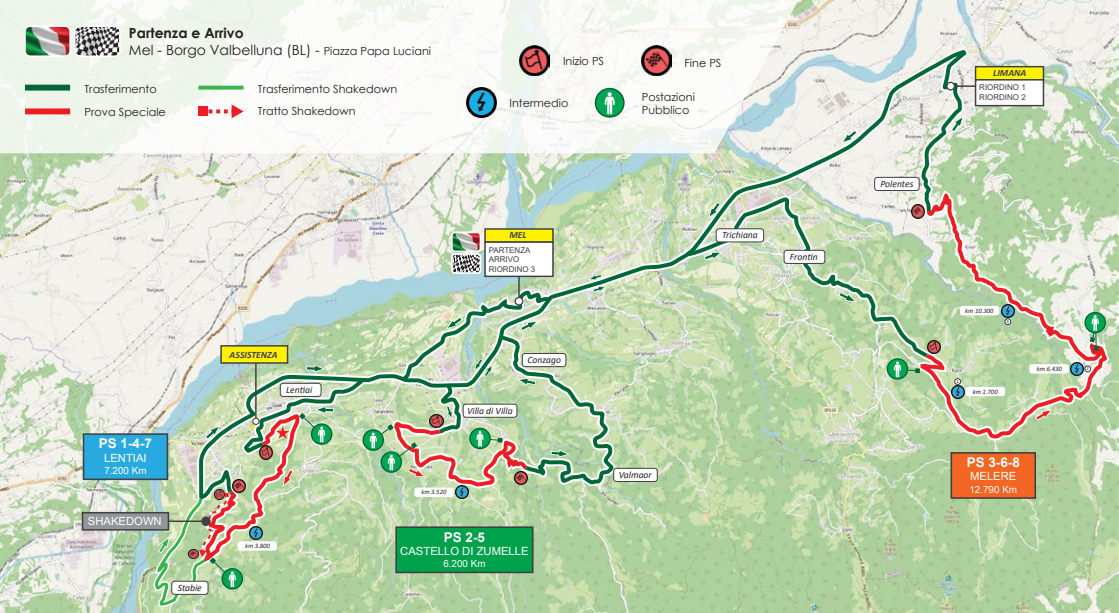 Partenza e Arrivo
Mel - Borgo Valbelluna (BL) - Piazza Papa Luciani
Inizio PS
Fine PS
Trasferimento
Trasferimento Shakedown
Intermedio
Postazioni
Pubblico
Prova Speciale
Tratto Shakedown
LIMANA
RIORDINO 1
RIORDINO 2
Polentes
MEL
PARTENZA
ARRIVO
RIORDINO 3
Trichiana
Frontin
km 10.300
km 6.430
km 1.700
ASSISTENZA
Conzago
Lentiai
Villa di Villa
PS 1-4-7
LENTIAI
7.200 Km
Valmaor
PS 3-6-8
MELERE
12.790 Km
km 3.520
SHAKEDOWN
km 3.800
PS 2-5
CASTELLO DI ZUMELLE
6.200 Km
Stabie